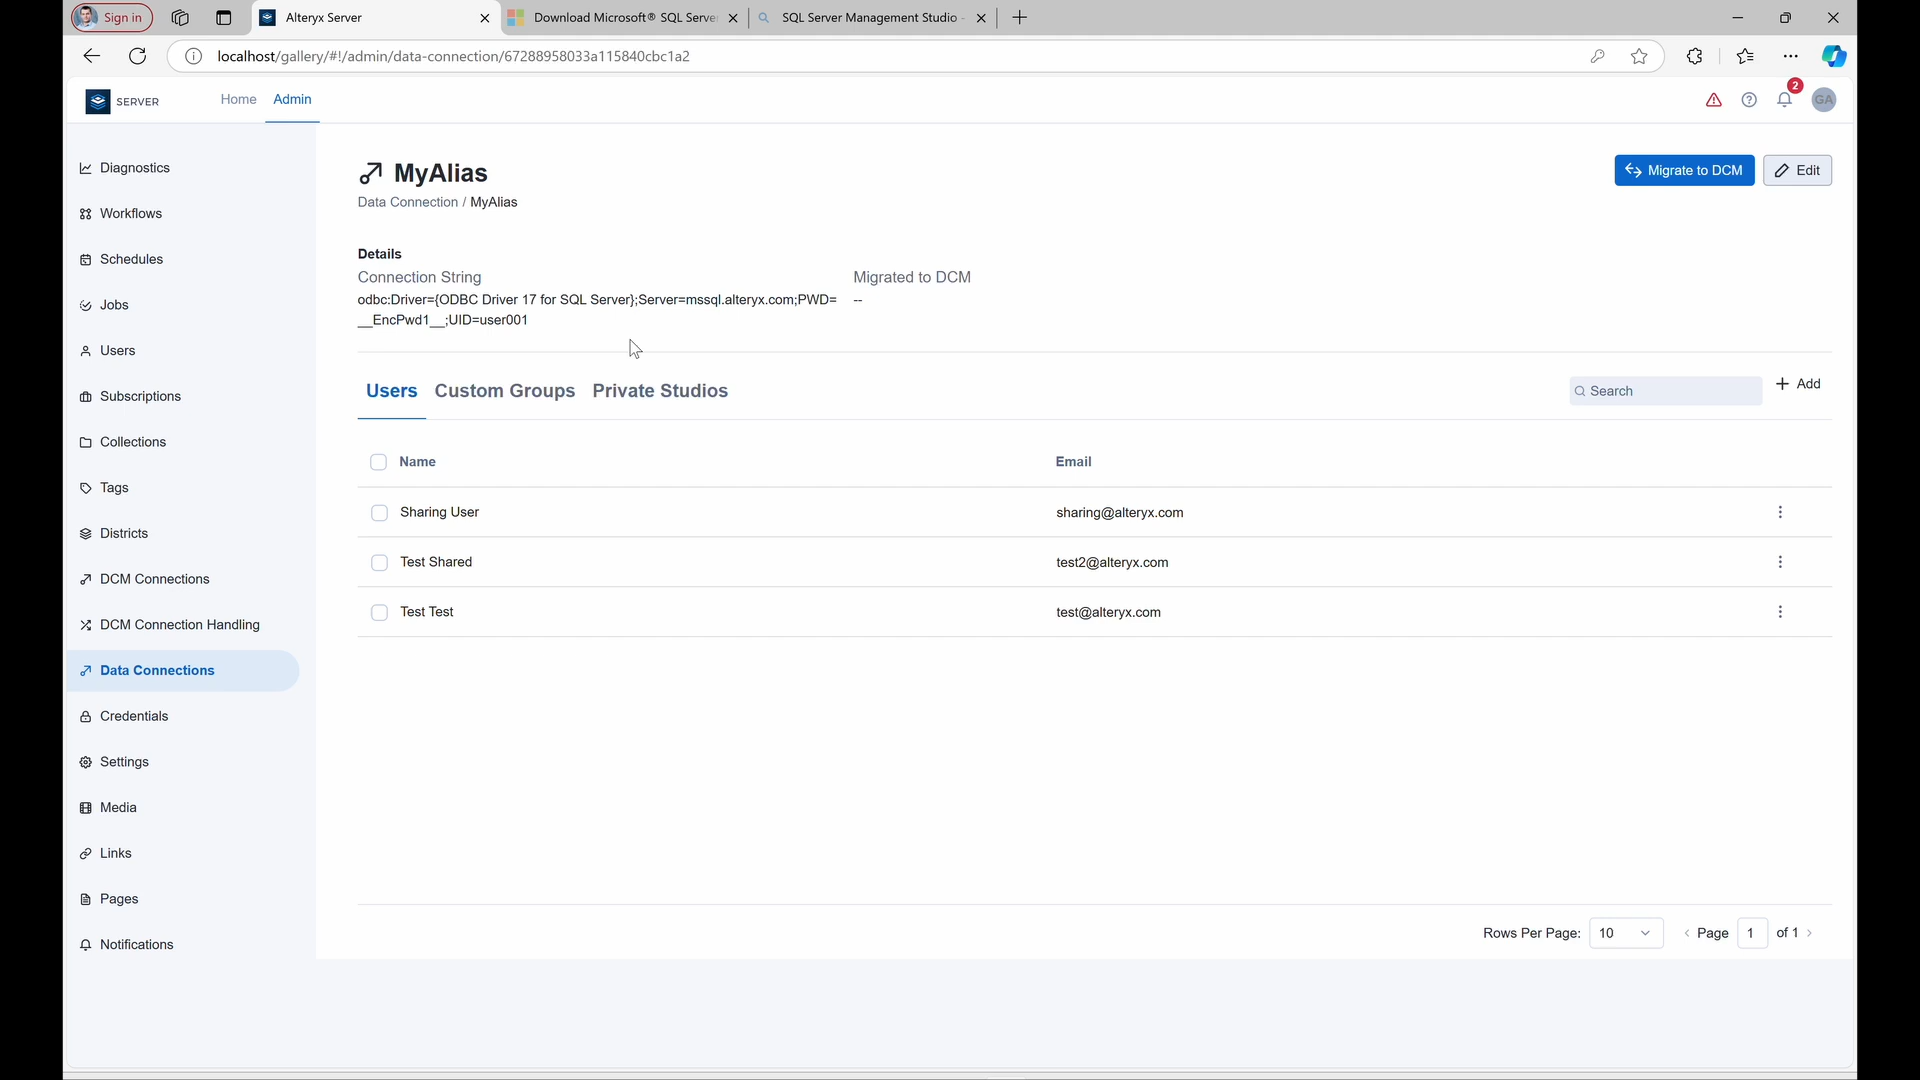 Sign in
Alteryx Server
Download Microsoft® SQL Serve
SQL Server Management Studio -
localhost/gallery/#!/admin/data-connection/67288958033a115840cbc1a2
SERVER
Home
Admin
2
GA
Diagnostics
Workflows
Schedules
Jobs
Users
Subscriptions
Collections
Tags
Districts
DCM Connections
DCM Connection Handling
Data Connections
Credentials
Settings
Media
Links
Pages
Notifications
MyAlias
Data Connection / MyAlias
Migrate to DCM
Edit
Details
Connection String
odbc:Driver={ODBC Driver 17 for SQL Server};Server=mssql.alteryx.com;PWD=
__EncPwd1__;UID=user001
Migrated to DCM
--
Users
Custom Groups
Private Studios
Search
+ Add
Name
Email
Sharing User
sharing@alteryx.com
Test Shared
test2@alteryx.com
Test Test
test@alteryx.com
Rows Per Page: 10
< Page 1 of 1 >